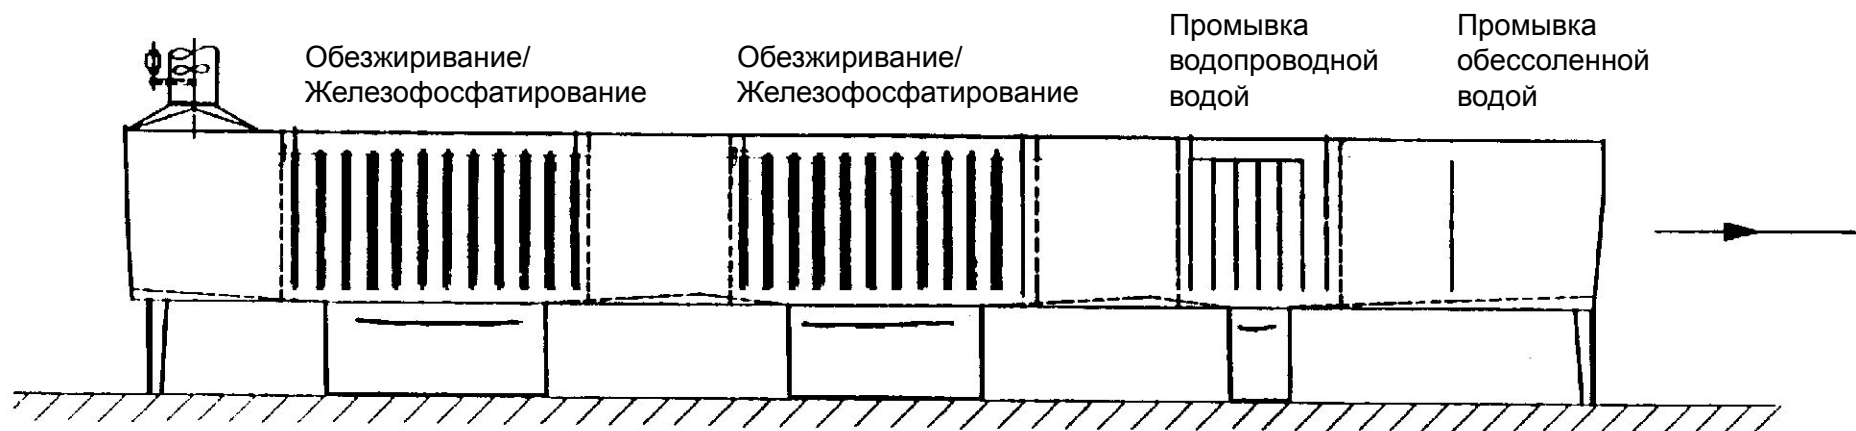 Обезжиривание/
Железофосфатирование
Обезжиривание/
Железофосфатирование
Промывка
водопроводной
водой
Промывка
обессоленной
водой